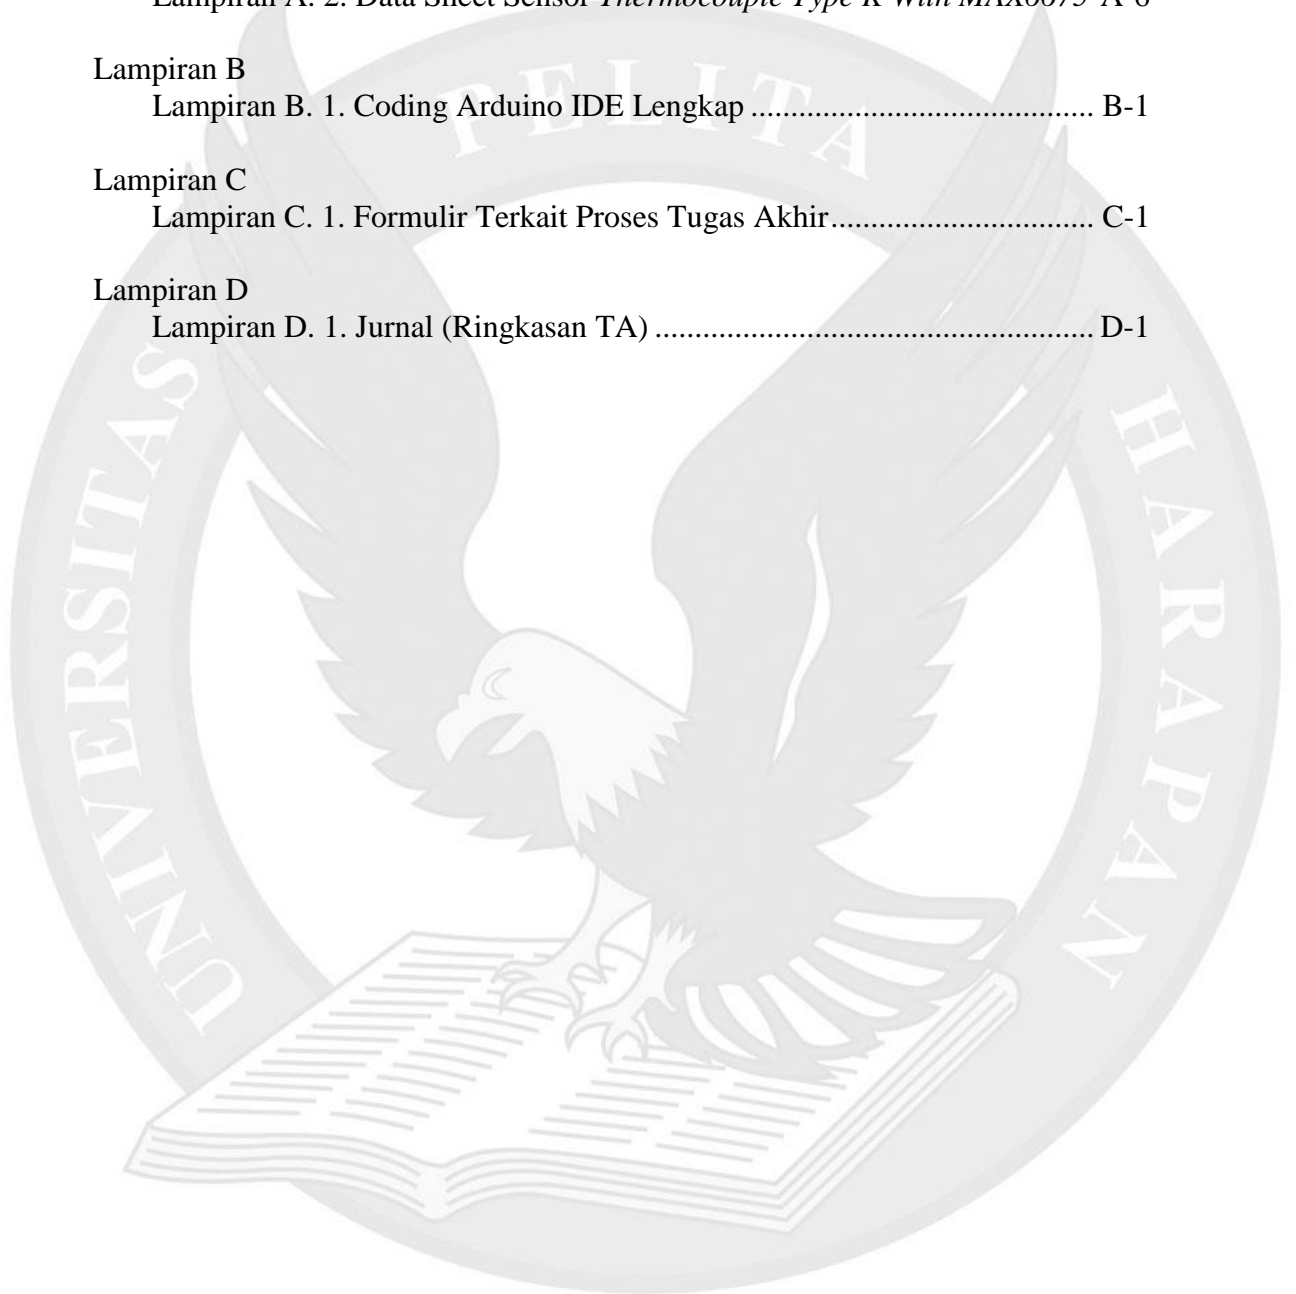 Lampiran A. 2. Data Sheet Sensor Thermocouple Type K With MAX6675 A-6
Lampiran B
Lampiran B. 1. Coding Arduino IDE Lengkap ........................................... B-1
Lampiran C
Lampiran C. 1. Formulir Terkait Proses Tugas Akhir................................. C-1
Lampiran D
Lampiran D. 1. Jurnal (Ringkasan TA) ....................................................... D-1
UNIVERSITAS
PELITA
HARAPAN